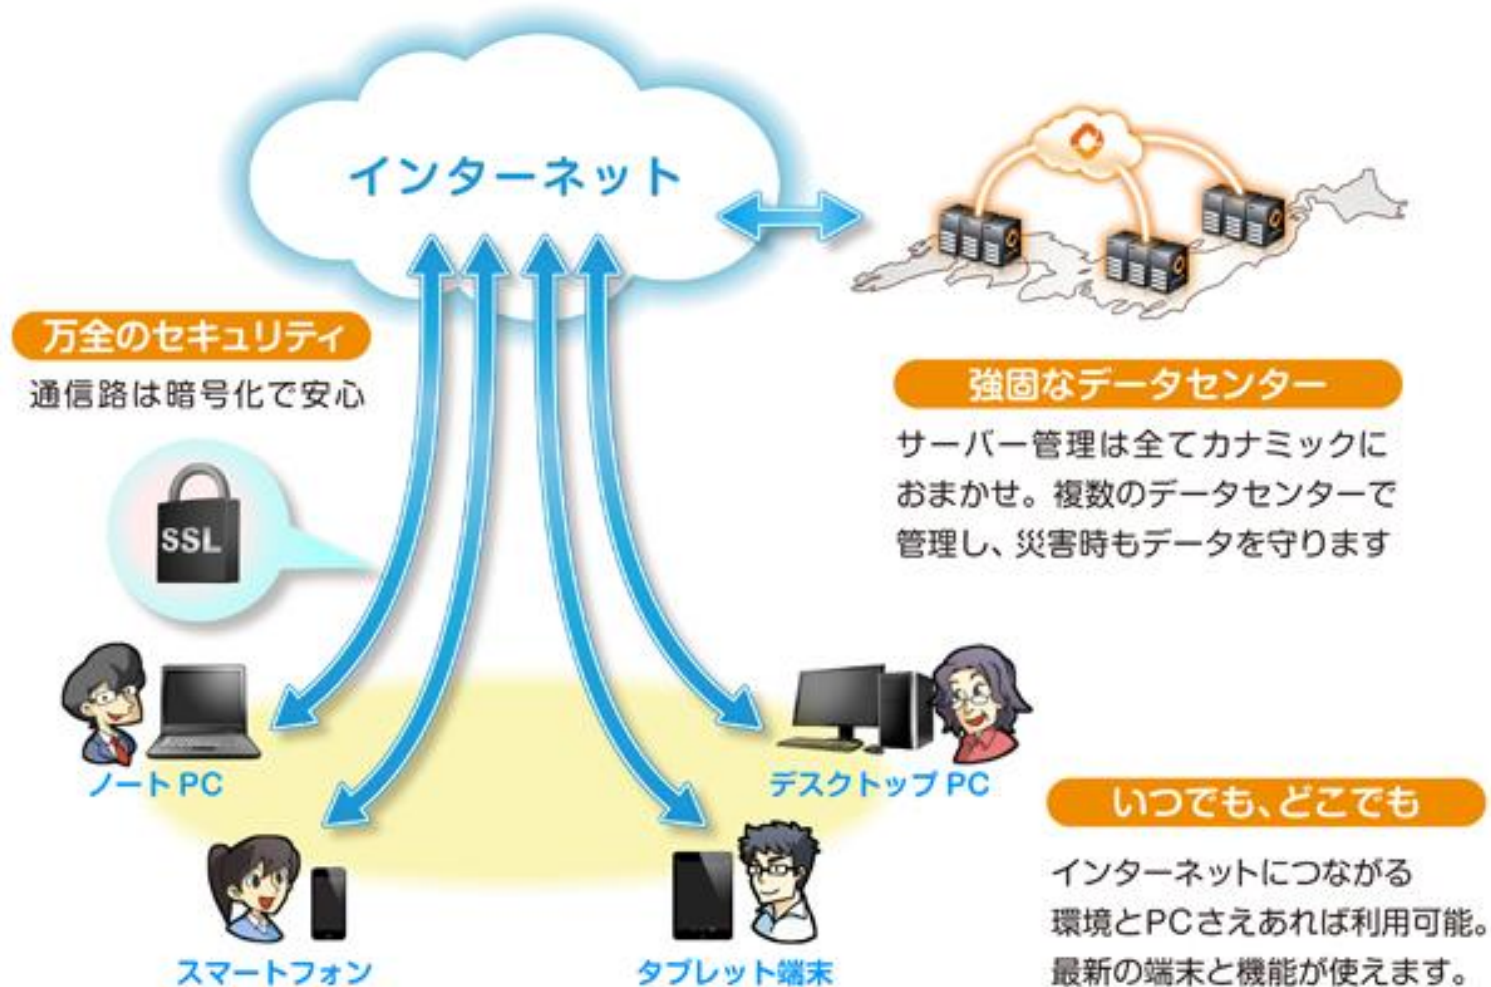 インターネット
万全のセキュリティ
通信路は暗号化で安心
SSL
強固なデータセンター
サーバー管理は全てカナミックに
おまかせ。複数のデータセンターで
管理し、災害時もデータを守ります
ノートPC
デスクトップPC
スマートフォン
タブレット端末
いつでも、どこでも
インターネットにつながる
環境とPCさえあれば利用可能。
最新の端末と機能が使えます。